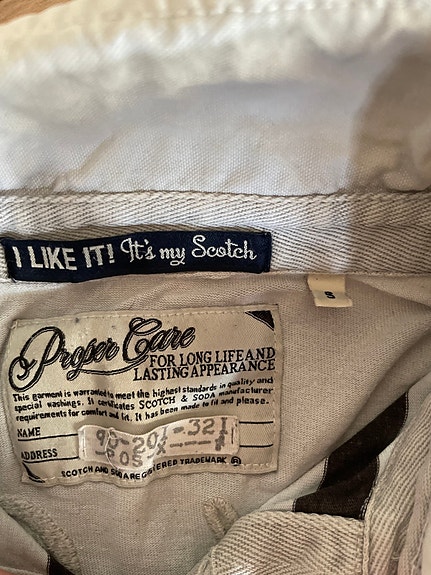 I LIKE IT! It's my Scotch
S
Proper Care
FOR LONG LIFE AND
LASTING APPEARANCE
This garment is warranted to meet the highest standards in quality and
special washings. It certificates SCOTCH & SODA manufacturer
requirements for comfort and fit. It has been made to fit and please.
NAME
ADDRESS
SCOTCH AND SODA REGISTERED TRADEMARK ®